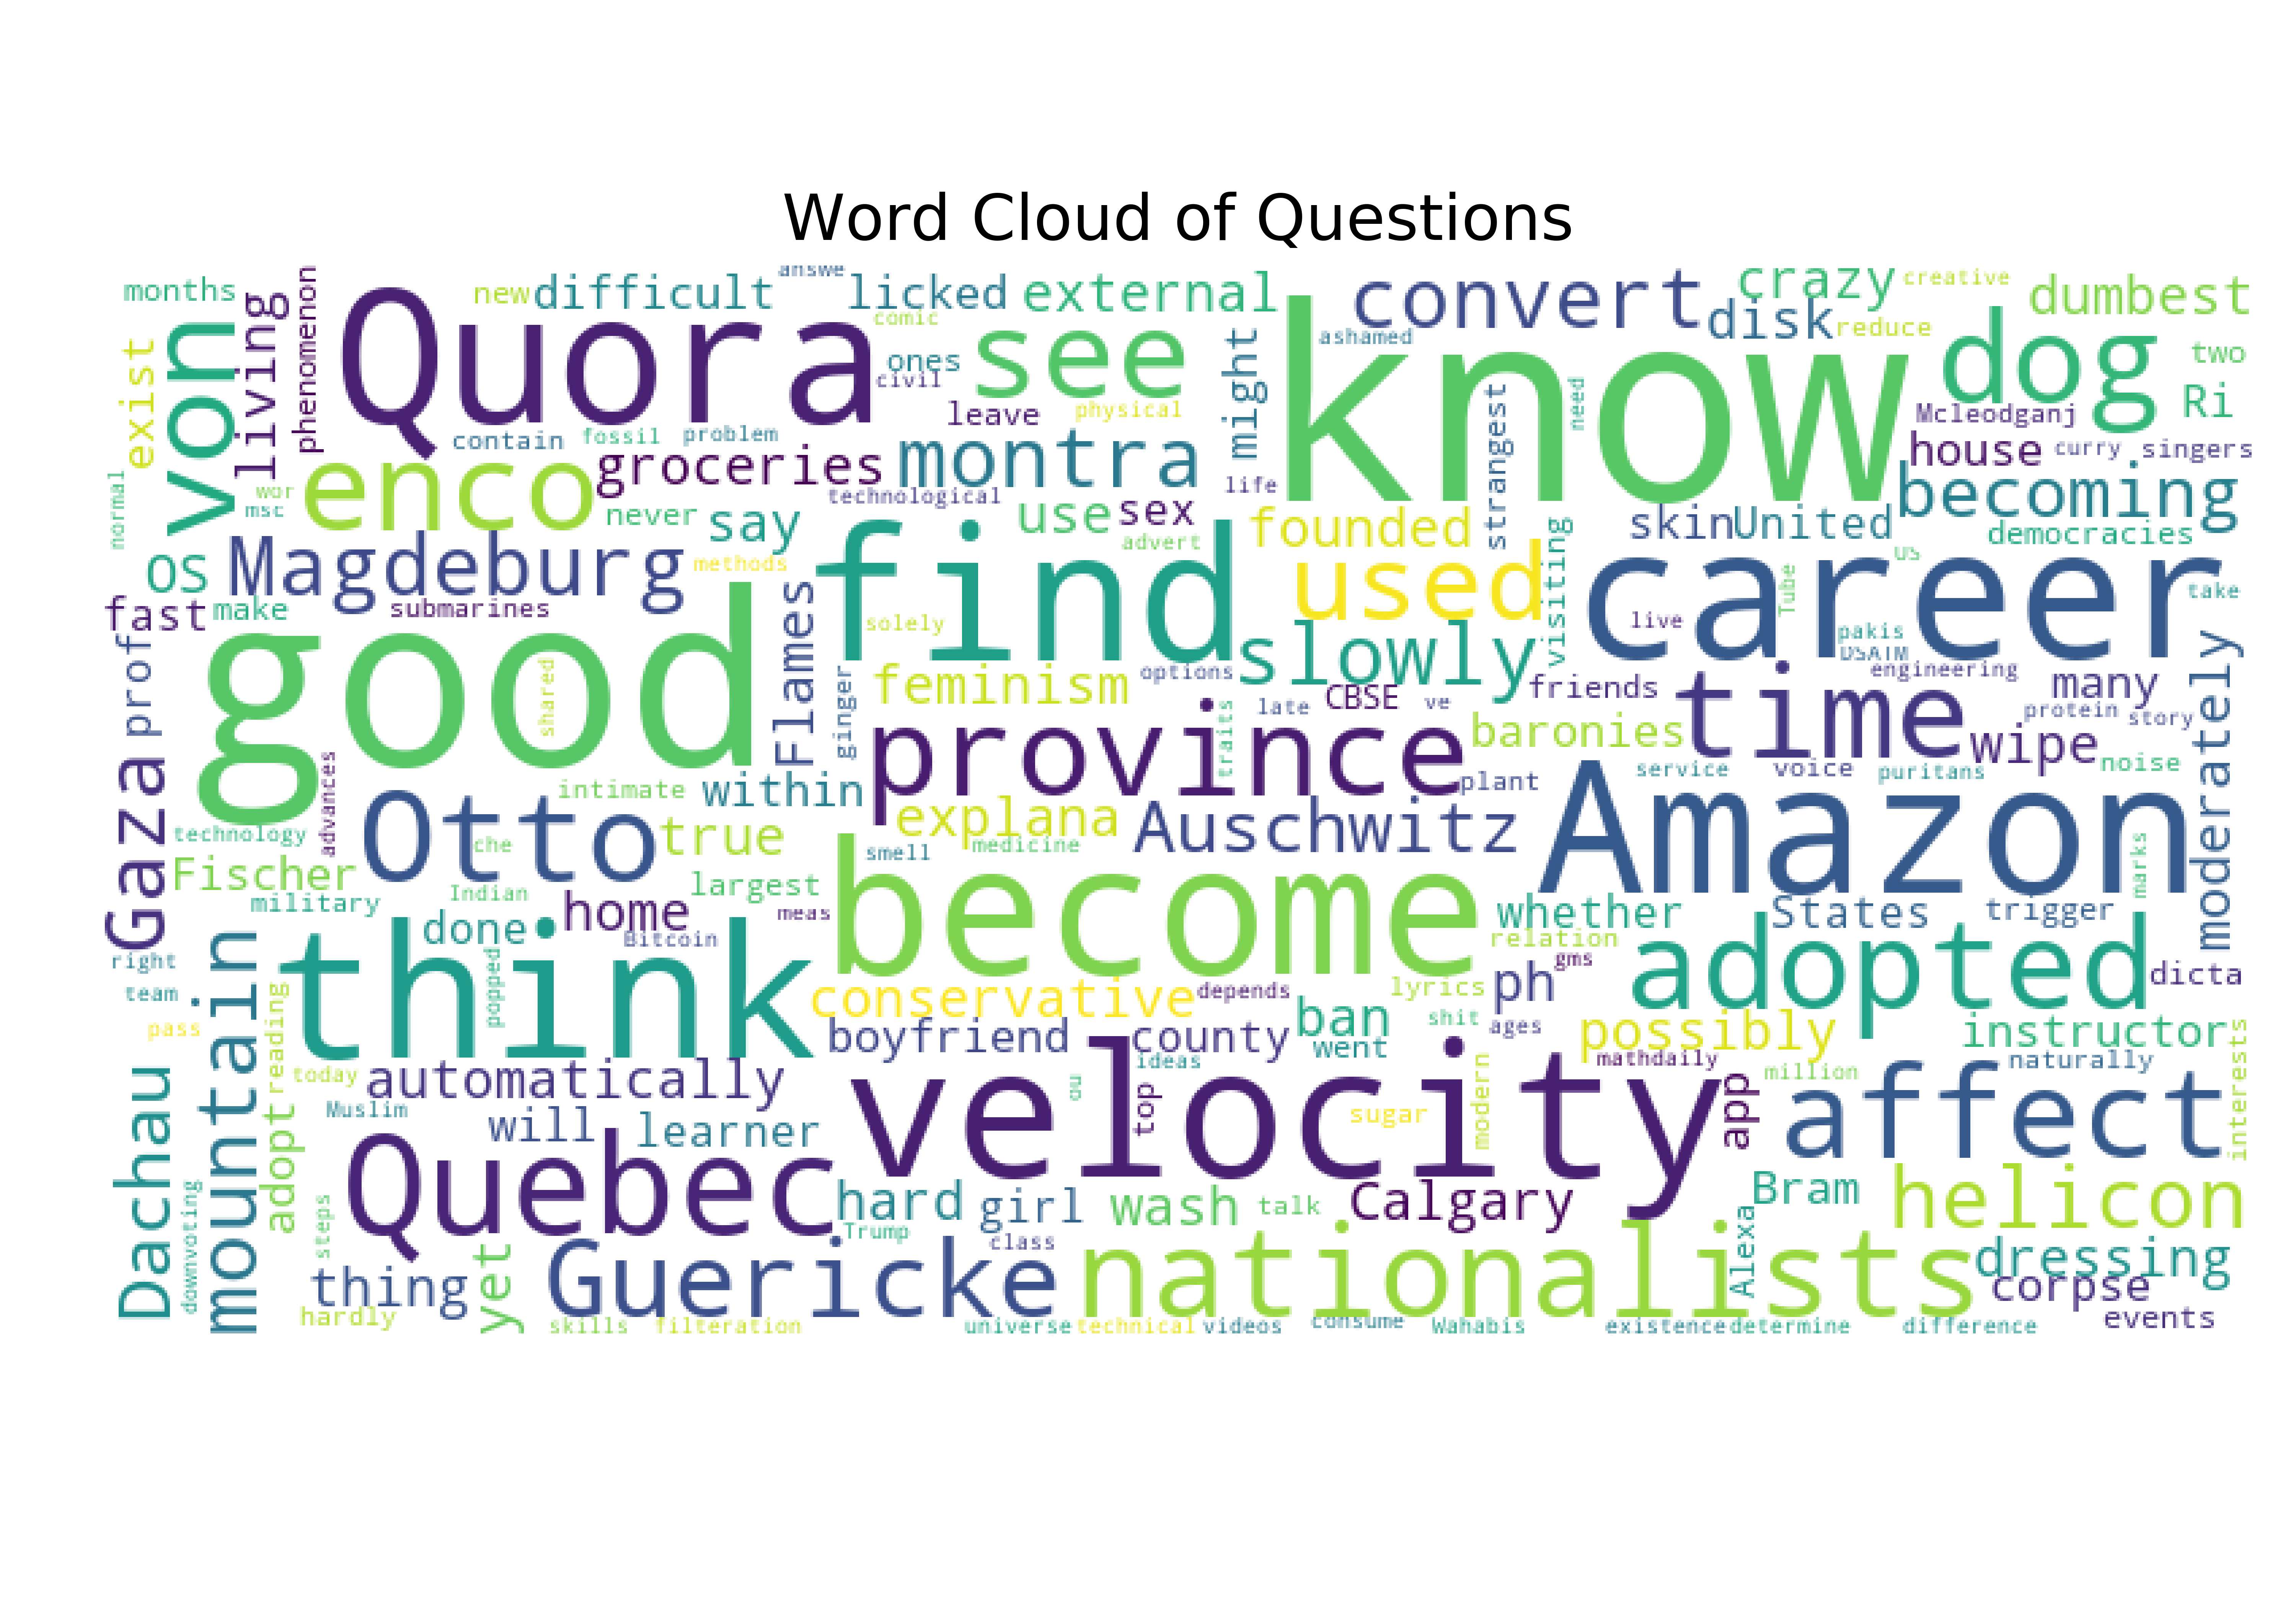 Word Cloud of Questions
months
new
difficult
answe
licked
external
convert
crazy
creative
dumbest
Quora
comic
see
know
disk
reduce
ashamed
dog
two
exist
von
living
phenomenon
ones
civil
leave
physical
might
strangest
need
Mcleodganj
Ri
contain
fossil
problem
house
curry
singers
normal
wor
msc
enco
groceries
montra
technological
life
becoming
never
say
use
sex
founded
skin
United
democracies
advert
OS
Magdeburg
methods
find
used
visiting
career
US
Tube
take
fast
make
submarines
good
Flames
solely
slowly
live
pakis
DSATM
engineering
prof
shared
ginger
feminism
options
friends
time
many
moderately
late
CBSE
ve
protein
story
Gaza
advances
province
traits
baronies
wipe
noise
intimate
within
plant
service
voice
puritans
Amazon
technology
Otto
che
true
explana
medicine
Auschwitz
marks
smell
Fischer
Indian
largest
become
military
done
home
meas
Bitcoin
whether
States
trigger
right
mountain
think
popped
relation
adopted
gms
ph
dicta
team
reading
conservative
depends
lyrics
pass
boyfriend
county
ban
went
shit
ages
possibly
instructor
interests
today
automatically
velocity
ideas
mathdaily
million
naturally
Dachau
adopt
Muslim
will
learner
au
top
sugar
modern
app
affect
downvoting
steps
Quebec
hard
girl
wash
talk
Calgary
Bram
helicon
Trump
class
Alexa
thing
yet
Guericke
nationalists
dressing
corpse
hardly
events
skills
filteration
universe
technical
videos
consume
Wahabis
existence
determine
difference